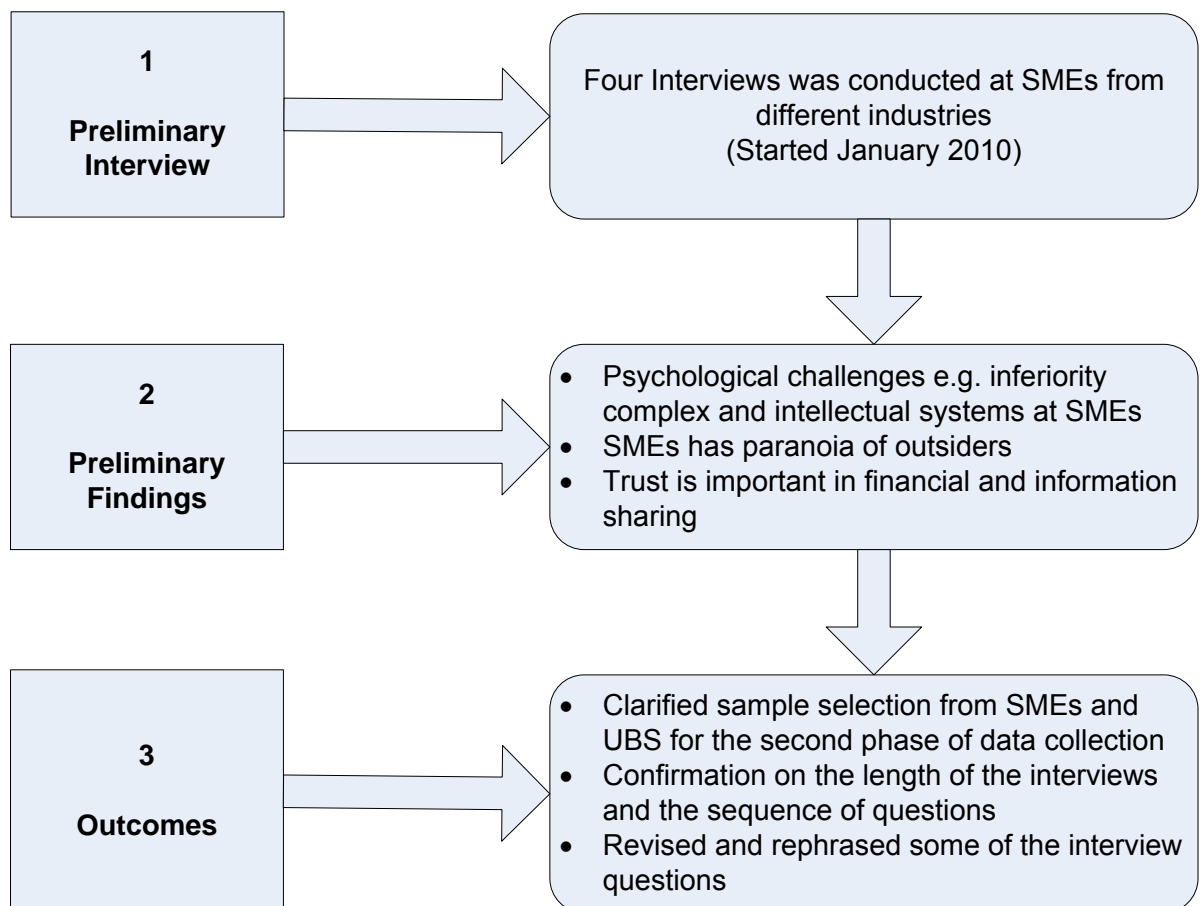 1
Preliminary
Interview
Four Interviews was conducted at SMEs from
different industries
(Started January 2010)
2
Preliminary
Findings
• Psychological challenges e.g. inferiority
complex and intellectual systems at SMEs
• SMEs has paranoia of outsiders
• Trust is important in financial and information
sharing
3
Outcomes
• Clarified sample selection from SMEs and
UBS for the second phase of data collection
• Confirmation on the length of the interviews
and the sequence of questions
• Revised and rephrased some of the interview
questions